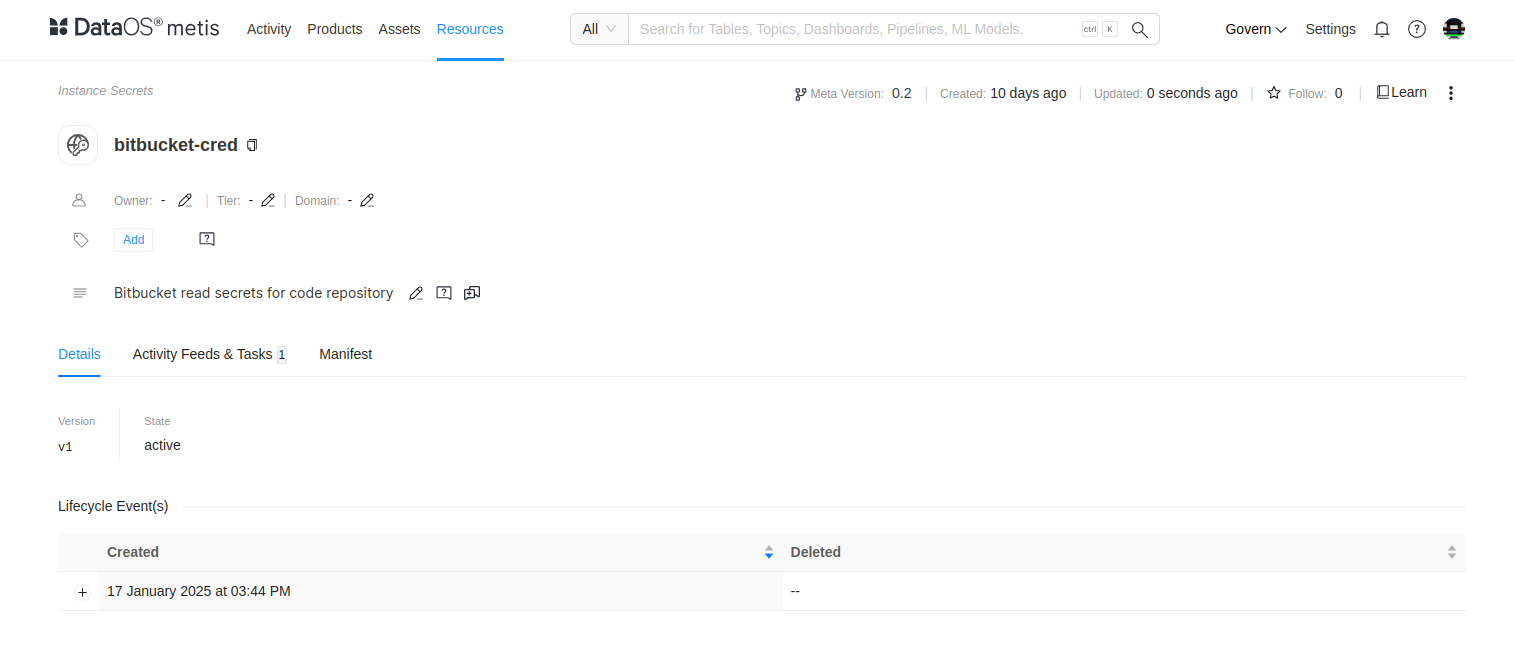 DataOS® metis Activity Products Assets Resources All Search for Tables, Topics, Dashboards, Pipelines, ML Models. ctrl K Govern Settings
Instance Secrets
Meta Version: 0.2 | Created: 10 days ago | Updated: 0 seconds ago | Follow: 0 | Learn
bitbucket-cred
Owner: - | Tier: - | Domain: -
Add
Bitbucket read secrets for code repository
Details Activity Feeds & Tasks 1 Manifest
Version State
v1 active
Lifecycle Event(s)
Created Deleted
17 January 2025 at 03:44 PM --